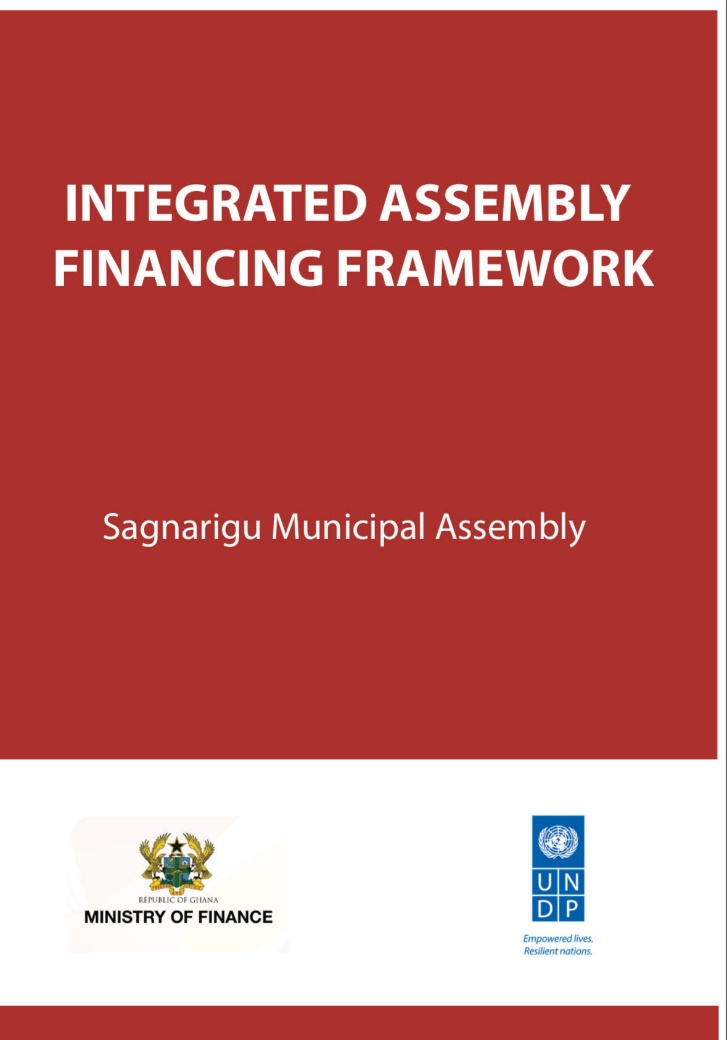 INTEGRATED ASSEMBLY
FINANCING FRAMEWORK
Sagnarigu Municipal Assembly
REPUBLIC OF GHANA
MINISTRY OF FINANCE
U N
D P
Empowered lives.
Resilient nations.